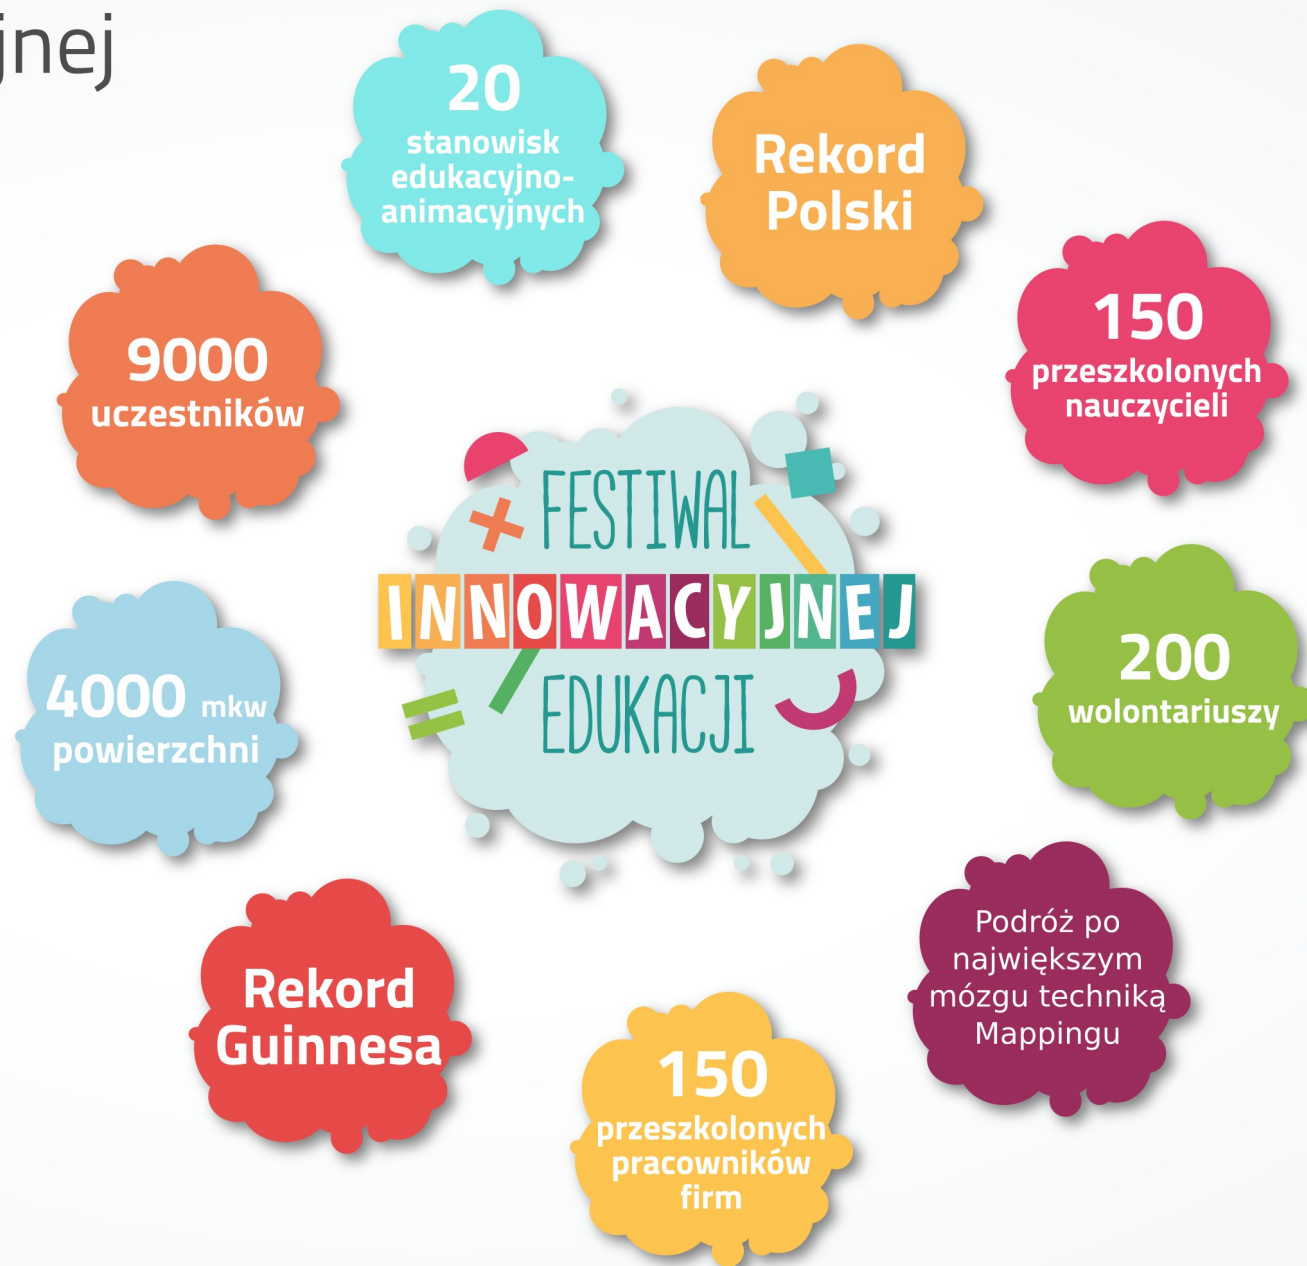 jnej
20
stanowisk
edukacyjno-
animacyjnych
Rekord
Polski
150
przeszkolonych
nauczycieli
9000
uczestników
FESTIWAL
INNOWACYJNEJ
EDUKACJI
200
wolontariuszy
4000 mkw
powierzchni
Podróż po
największym
mózgu techniką
Mappingu
Rekord
Guinnesa
150
przeszkolonych
pracowników
firm